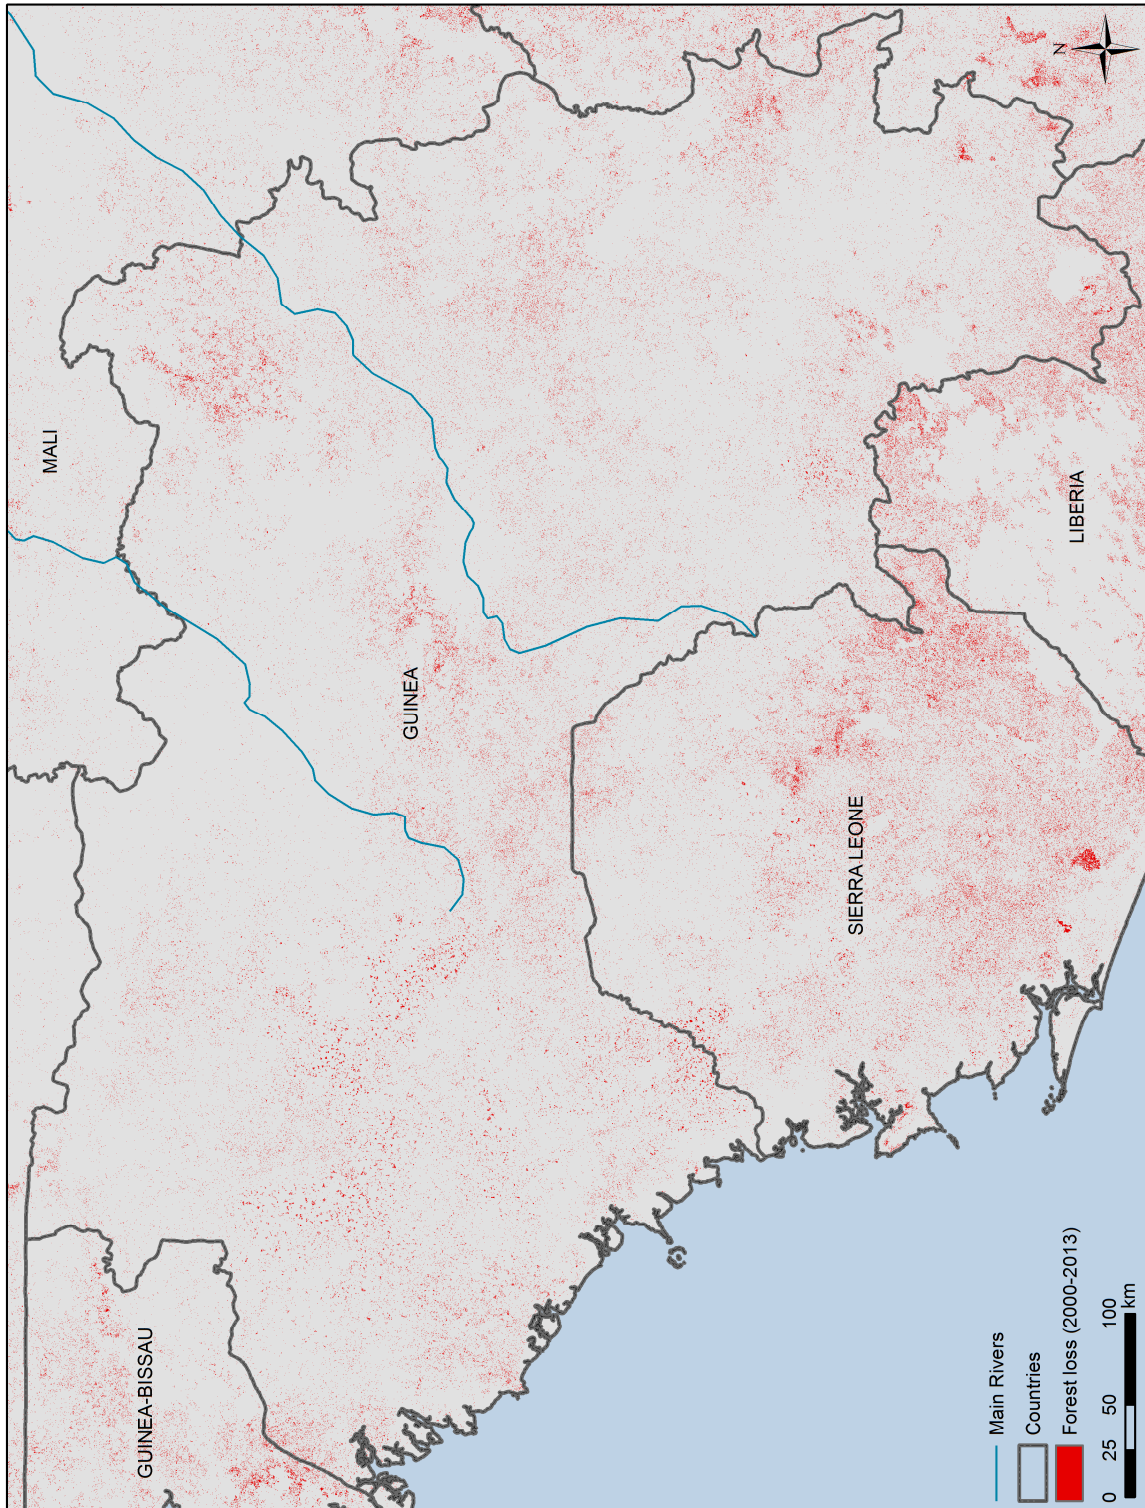 N
MALI
GUINEA
GUINEA-BISSAU
SIERRA LEONE
LIBERIA
Main Rivers
Countries
Forest loss (2000-2013)
0 25 50 100
km